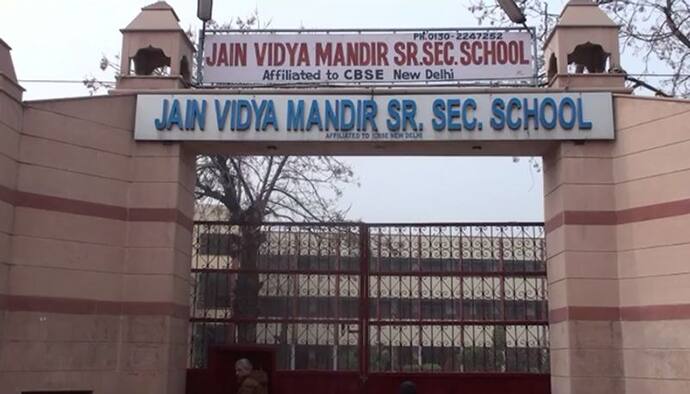 PH.0130-2247252
JAIN VIDYA MANDIR SR.SEC.SCHOOL
Affiliated to CBSE New Delhi
JAIN VIDYA MANDIR SR. SEC. SCHOOL
AFFILIATED TO CBSE NEW DELHI